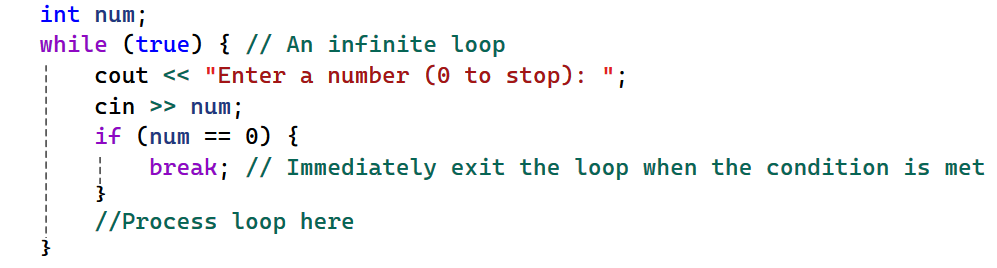 int num;
while (true) { // An infinite loop
    cout << "Enter a number (0 to stop): ";
    cin >> num;
    if (num == 0) {
        break; // Immediately exit the loop when the condition is met
    }
    //Process loop here
}